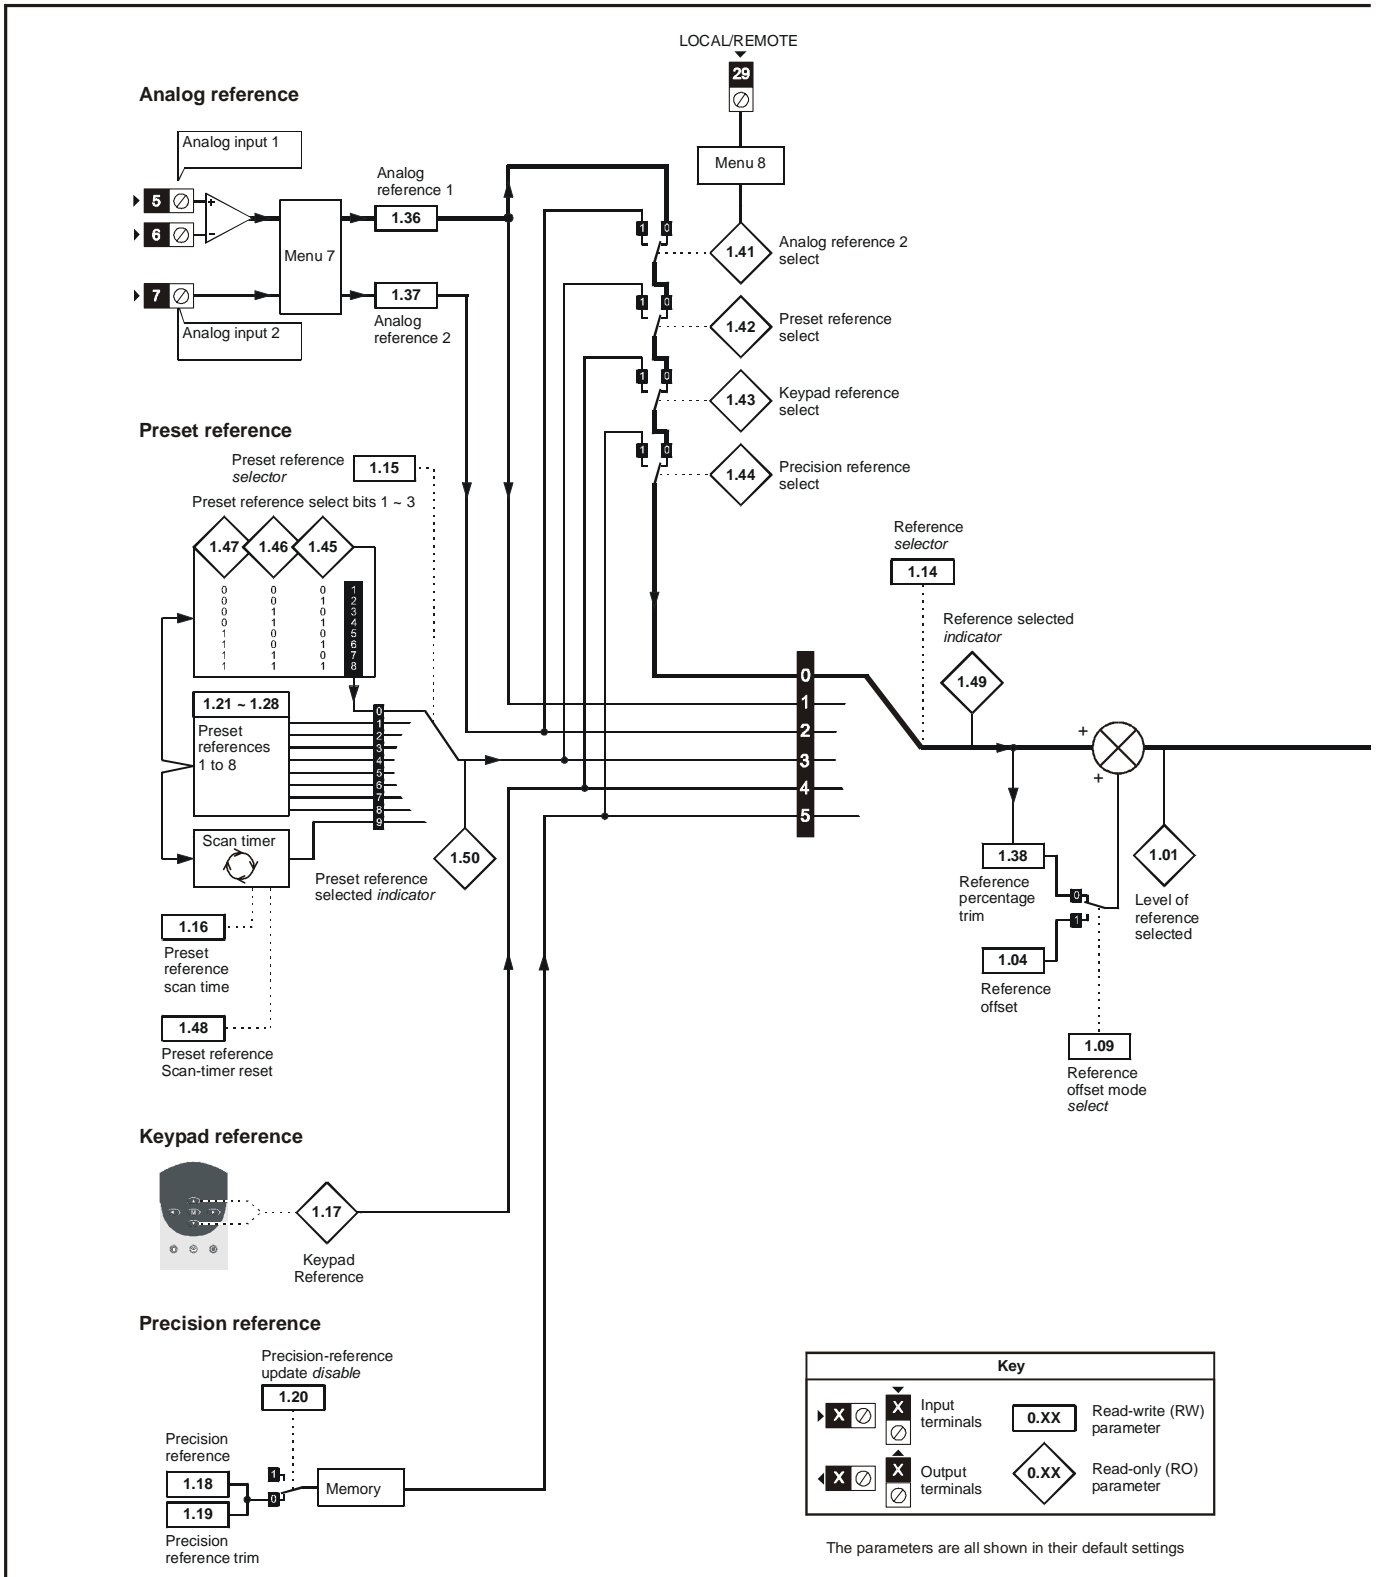 LOCAL/REMOTE
29
Menu 8
Analog reference
Analog input 1
5
6
+
-
7
Analog input 2
Menu 7
Analog
reference 1
1.36
1.37
Analog
reference 2
1
0
1.41
Analog reference 2
select
1
0
1.42
Preset reference
select
1
0
1.43
Keypad reference
select
1
0
1.44
Precision reference
select
Preset reference
Preset reference
selector
1.15
Preset reference select bits 1 ~ 3
1.47
1.46
1.45
0 0 0 1
0 0 1 2
0 1 0 3
0 1 1 4
1 0 0 5
1 0 1 6
1 1 0 7
1 1 1 8
1.21 ~ 1.28
Preset
references
1 to 8
0
1
2
3
4
5
6
7
8
9
Scan timer
1.50
Preset reference
selected indicator
1.16
Preset
reference
scan time
1.48
Preset reference
Scan-timer reset
0
1
2
3
4
5
Reference
selector
1.14
Reference selected
indicator
1.49
+
+
1.38
Reference
percentage
trim
0
1
1.04
Reference
offset
1.01
Level of
reference
selected
1.09
Reference
offset mode
select
Keypad reference
M
1.17
Keypad
Reference
Precision reference
Precision-reference
update disable
1.20
Precision
reference
1.18
1.19
Precision
reference trim
1
0
Memory
Key
X
X
Input
terminals
0.XX
Read-write (RW)
parameter
X
X
Output
terminals
0.XX
Read-only (RO)
parameter
The parameters are all shown in their default settings